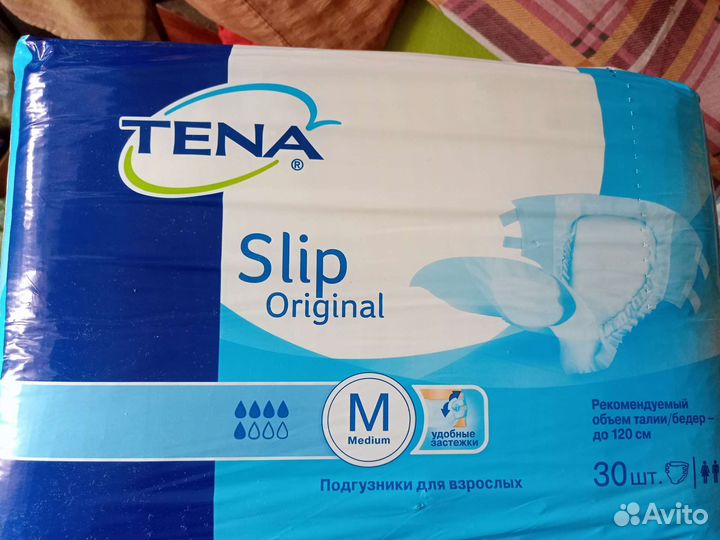 TENA
®
Slip
Original
M
Medium
удобные
застежки
Рекомендуемый
объем талии/бедер –
до 120 см
Подгузники для взрослых
30 шт.
Avito